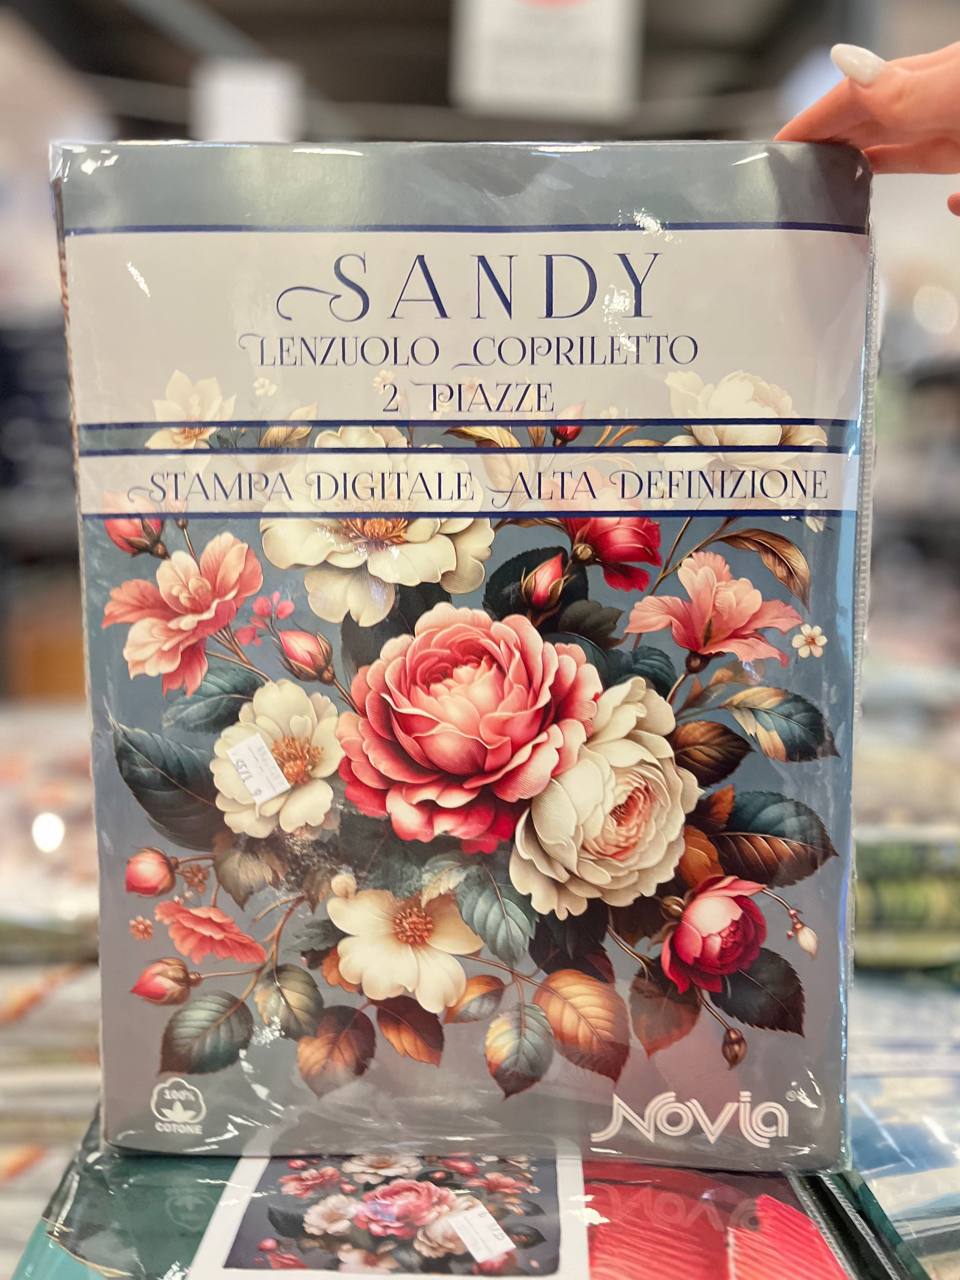 SANDY
LENZUOLO COPRILETTO
2 PIAZZE
STAMPA DIGITALE ALTA DEFINIZIONE
100%
COTONE
Novia